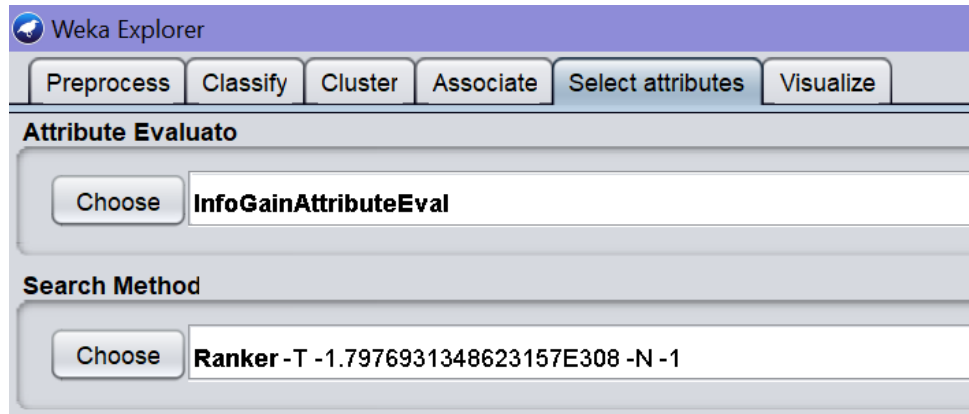 Weka Explorer
Preprocess Classify Cluster Associate Select attributes Visualize
Attribute Evaluato
Choose InfoGainAttributeEval
Search Method
Choose Ranker -T -1.7976931348623157E308 -N -1